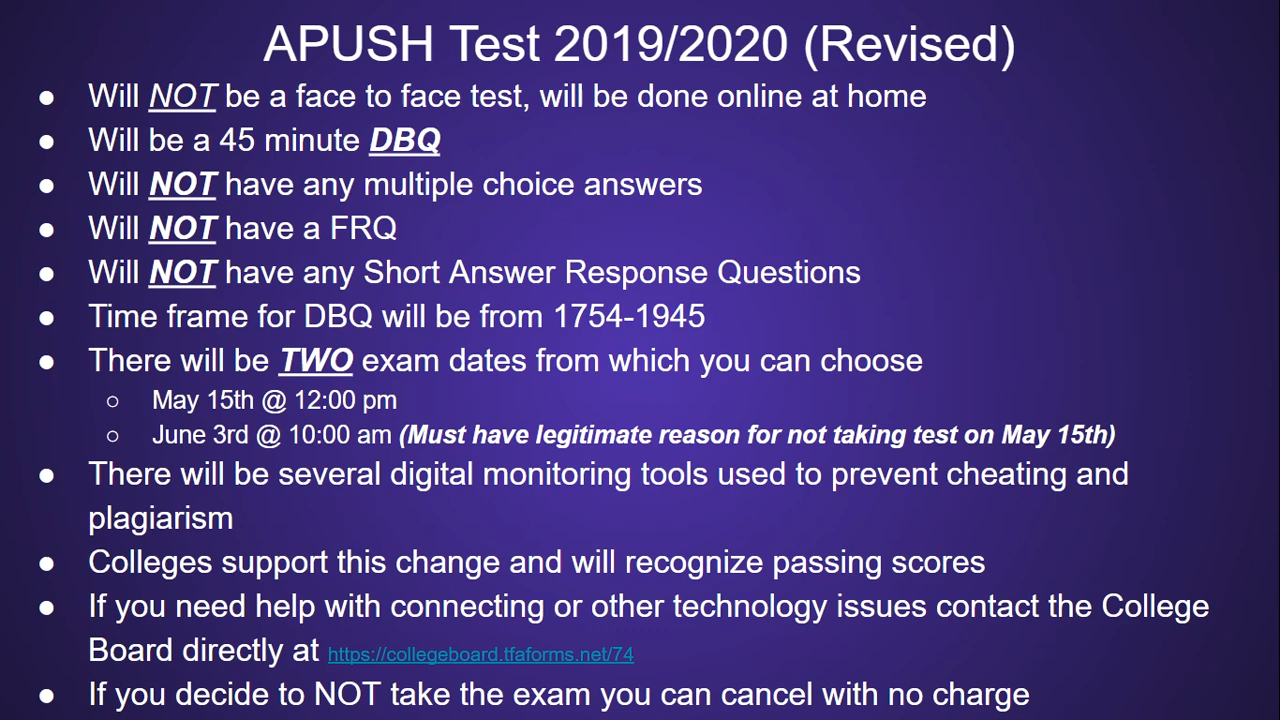 APUSH Test 2019/2020 (Revised)
● Will NOT be a face to face test, will be done online at home
● Will be a 45 minute DBQ
● Will NOT have any multiple choice answers
● Will NOT have a FRQ
● Will NOT have any Short Answer Response Questions
● Time frame for DBQ will be from 1754-1945
● There will be TWO exam dates from which you can choose
○ May 15th @ 12:00 pm
○ June 3rd @ 10:00 am (Must have legitimate reason for not taking test on May 15th)
● There will be several digital monitoring tools used to prevent cheating and
plagiarism
● Colleges support this change and will recognize passing scores
● If you need help with connecting or other technology issues contact the College
Board directly at https://collegeboard.tfaforms.net/74
● If you decide to NOT take the exam you can cancel with no charge